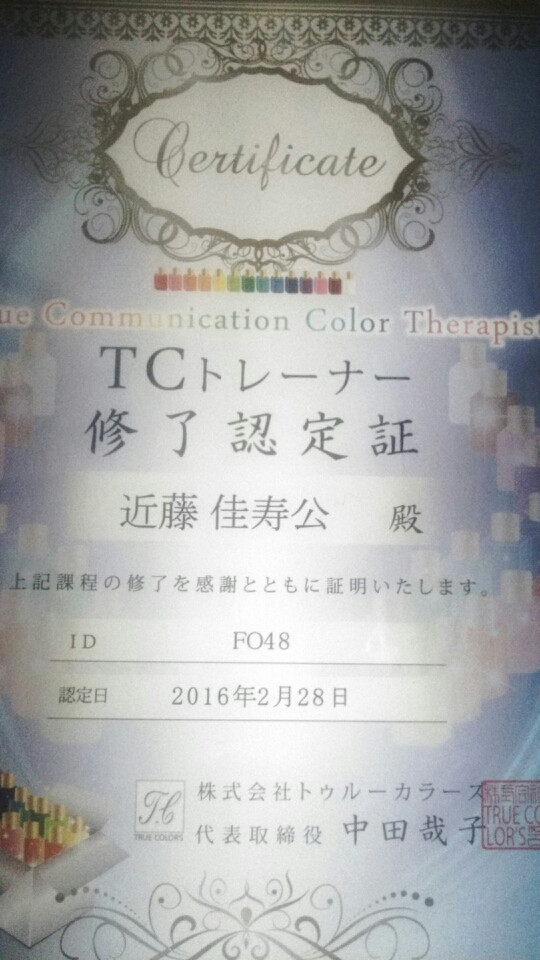 Certificate
ue Communication Color Therapist
TCトレーナー
修了認定証
近藤 佳寿公 殿
上記課程の修了を感謝とともに証明いたします。
ID FO48
認定日 2016年2月28日
T.C
TRUE COLORS
株式会社トゥルーカラーズ
代表取締役 中田哉子
TRUE CO
LOR'S